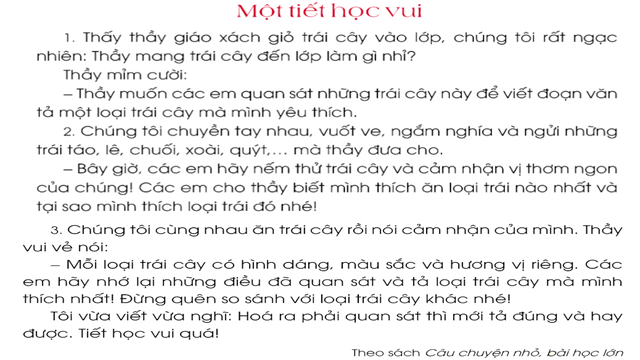 Một tiết học vui
1. Thấy thầy giáo xách giỏ trái cây vào lớp, chúng tôi rất ngạc
nhiên: Thầy mang trái cây đến lớp làm gì nhỉ?
Thầy mỉm cười:
– Thầy muốn các em quan sát những trái cây này để viết đoạn văn
tả một loại trái cây mà mình yêu thích.
2. Chúng tôi chuyền tay nhau, vuốt ve, ngắm nghía và ngửi những
trái táo, lê, chuối, xoài, quýt,... mà thầy đưa cho.
– Bây giờ, các em hãy nếm thử trái cây và cảm nhận vị thơm ngon
của chúng! Các em cho thầy biết mình thích ăn loại trái nào nhất và
tại sao mình thích loại trái đó nhé!
3. Chúng tôi cùng nhau ăn trái cây rồi nói cảm nhận của mình. Thầy
vui vẻ nói:
– Mỗi loại trái cây có hình dáng, màu sắc và hương vị riêng. Các
em hãy nhớ lại những điều đã quan sát và tả loại trái cây mà mình
thích nhất! Đừng quên so sánh với loại trái cây khác nhé!
Tôi vừa viết vừa nghĩ: Hoá ra phải quan sát thì mới tả đúng và hay
được. Tiết học vui quá!
Theo sách Câu chuyện nhỏ, bài học lớn